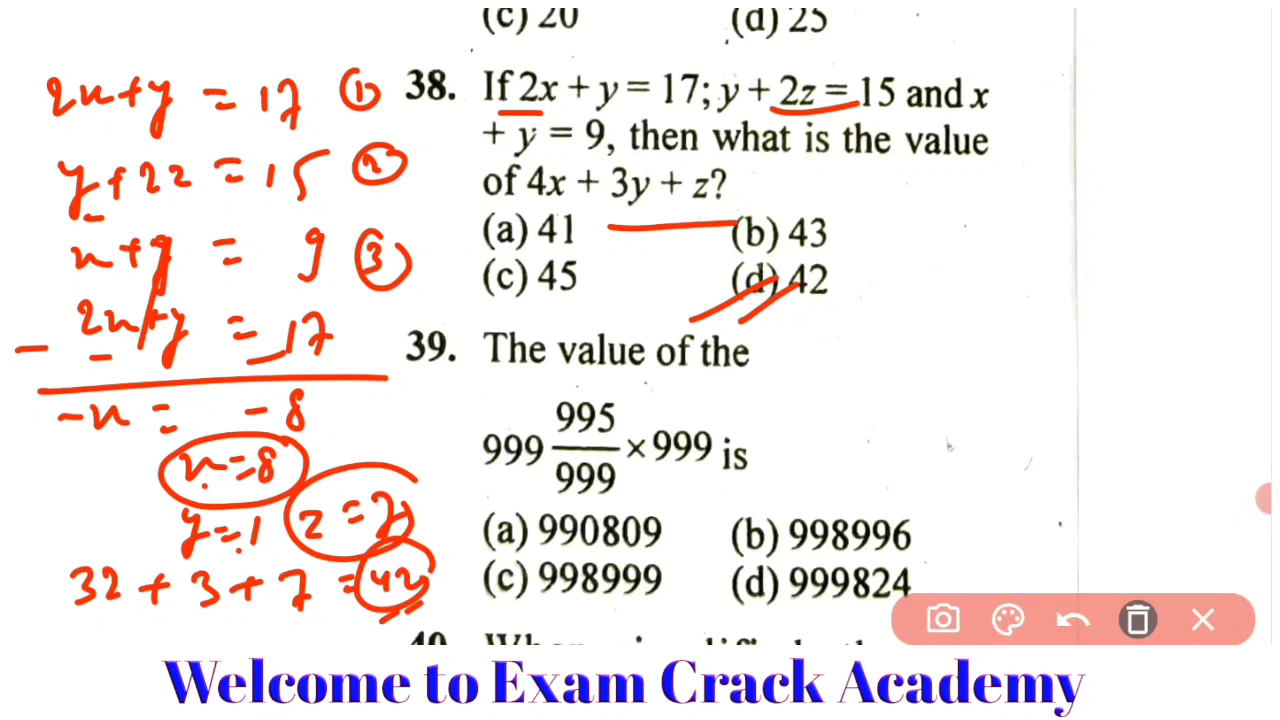 (c) 20 (d) 25
38. If 2x + y = 17; y + 2z = 15 and x
+ y = 9, then what is the value
of 4x + 3y + z?
(a) 41 (b) 43
(c) 45 (d) 42
39. The value of the
999 995/999 × 999 is
(a) 990809 (b) 998996
(c) 998999 (d) 999824
40.
2x+y = 17 ①
y+2z = 15 ②
x+y = 9 ③
2x+y = 17
-x = -8
x=8
y=1 z=7
32 + 3 + 7 = 42
Welcome to Exam Crack Academy